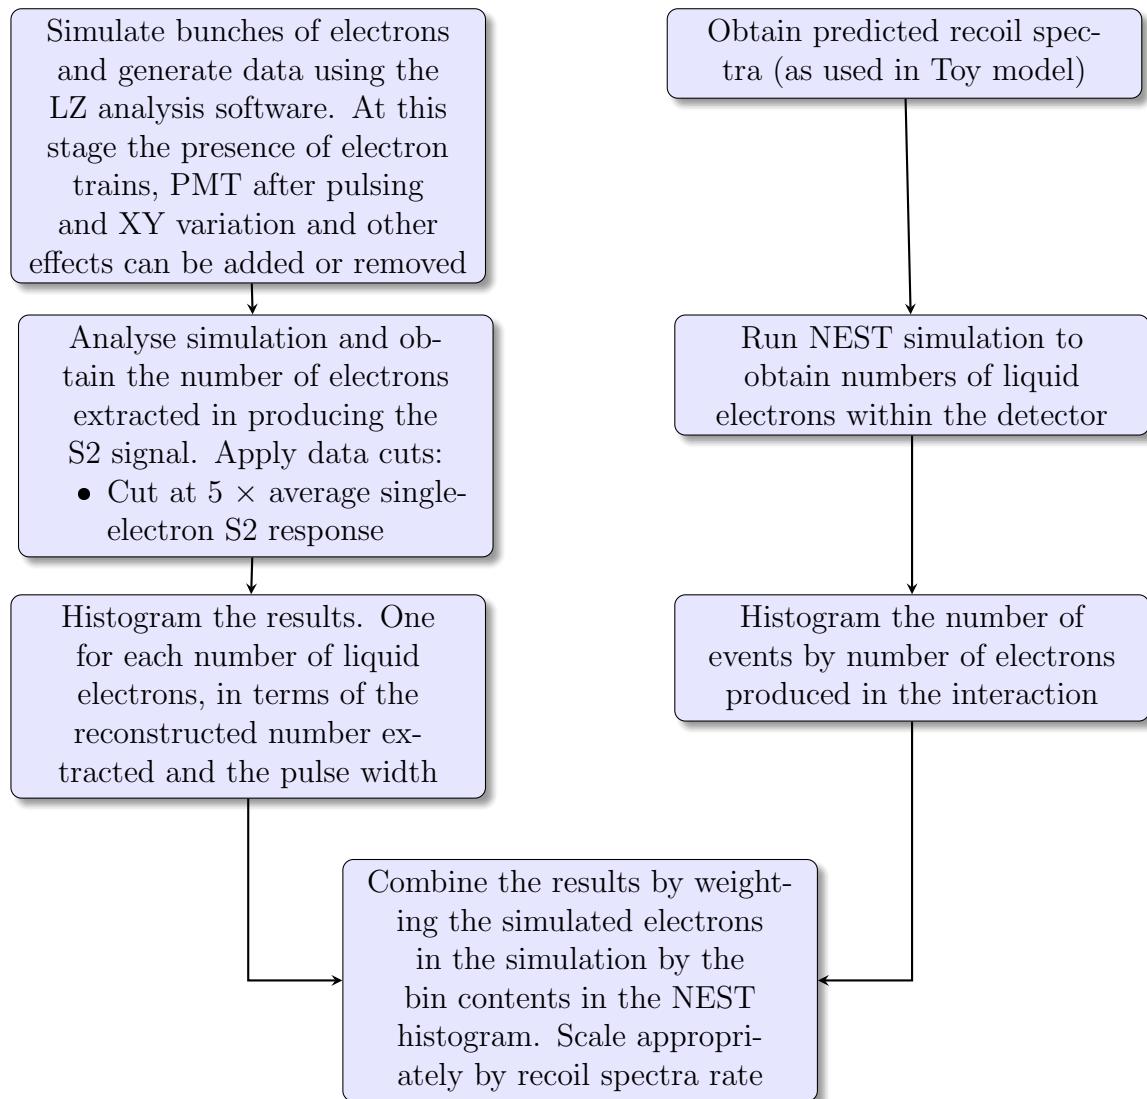 Simulate bunches of electrons
and generate data using the
LZ analysis software. At this
stage the presence of electron
trains, PMT after pulsing
and XY variation and other
effects can be added or removed
Analyse simulation and ob-
tain the number of electrons
extracted in producing the
S2 signal. Apply data cuts:
• Cut at 5 × average single-
electron S2 response
Histogram the results. One
for each number of liquid
electrons, in terms of the
reconstructed number ex-
tracted and the pulse width
Obtain predicted recoil spec-
tra (as used in Toy model)
Run NEST simulation to
obtain numbers of liquid
electrons within the detector
Histogram the number of
events by number of electrons
produced in the interaction
Combine the results by weight-
ing the simulated electrons
in the simulation by the
bin contents in the NEST
histogram. Scale appropri-
ately by recoil spectra rate